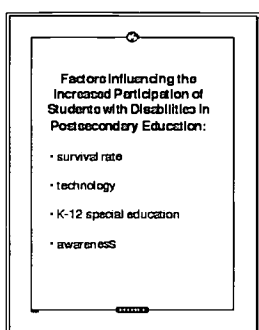 Factors Influencing the
Increased Participation of
Students with Disabilities in
Postsecondary Education:
· survival rate
· technology
· K-12 special education
· awareness